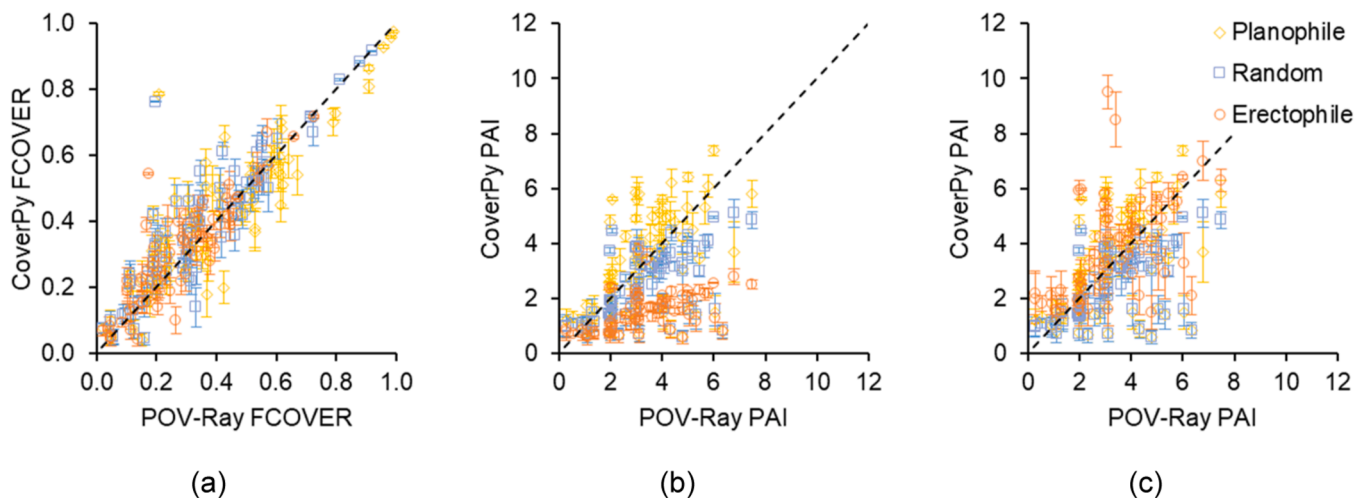 CoverPy FCOVER
1.0
0.8
0.6
0.4
0.2
0.0
0.0 0.2 0.4 0.6 0.8 1.0
POV-Ray FCOVER
(a)
CoverPy PAI
12
10
8
6
4
2
0
0 2 4 6 8 10 12
POV-Ray PAI
(b)
CoverPy PAI
12
10
8
6
4
2
0
0 2 4 6 8 10 12
POV-Ray PAI
Planophile
Random
Erectophile
(c)